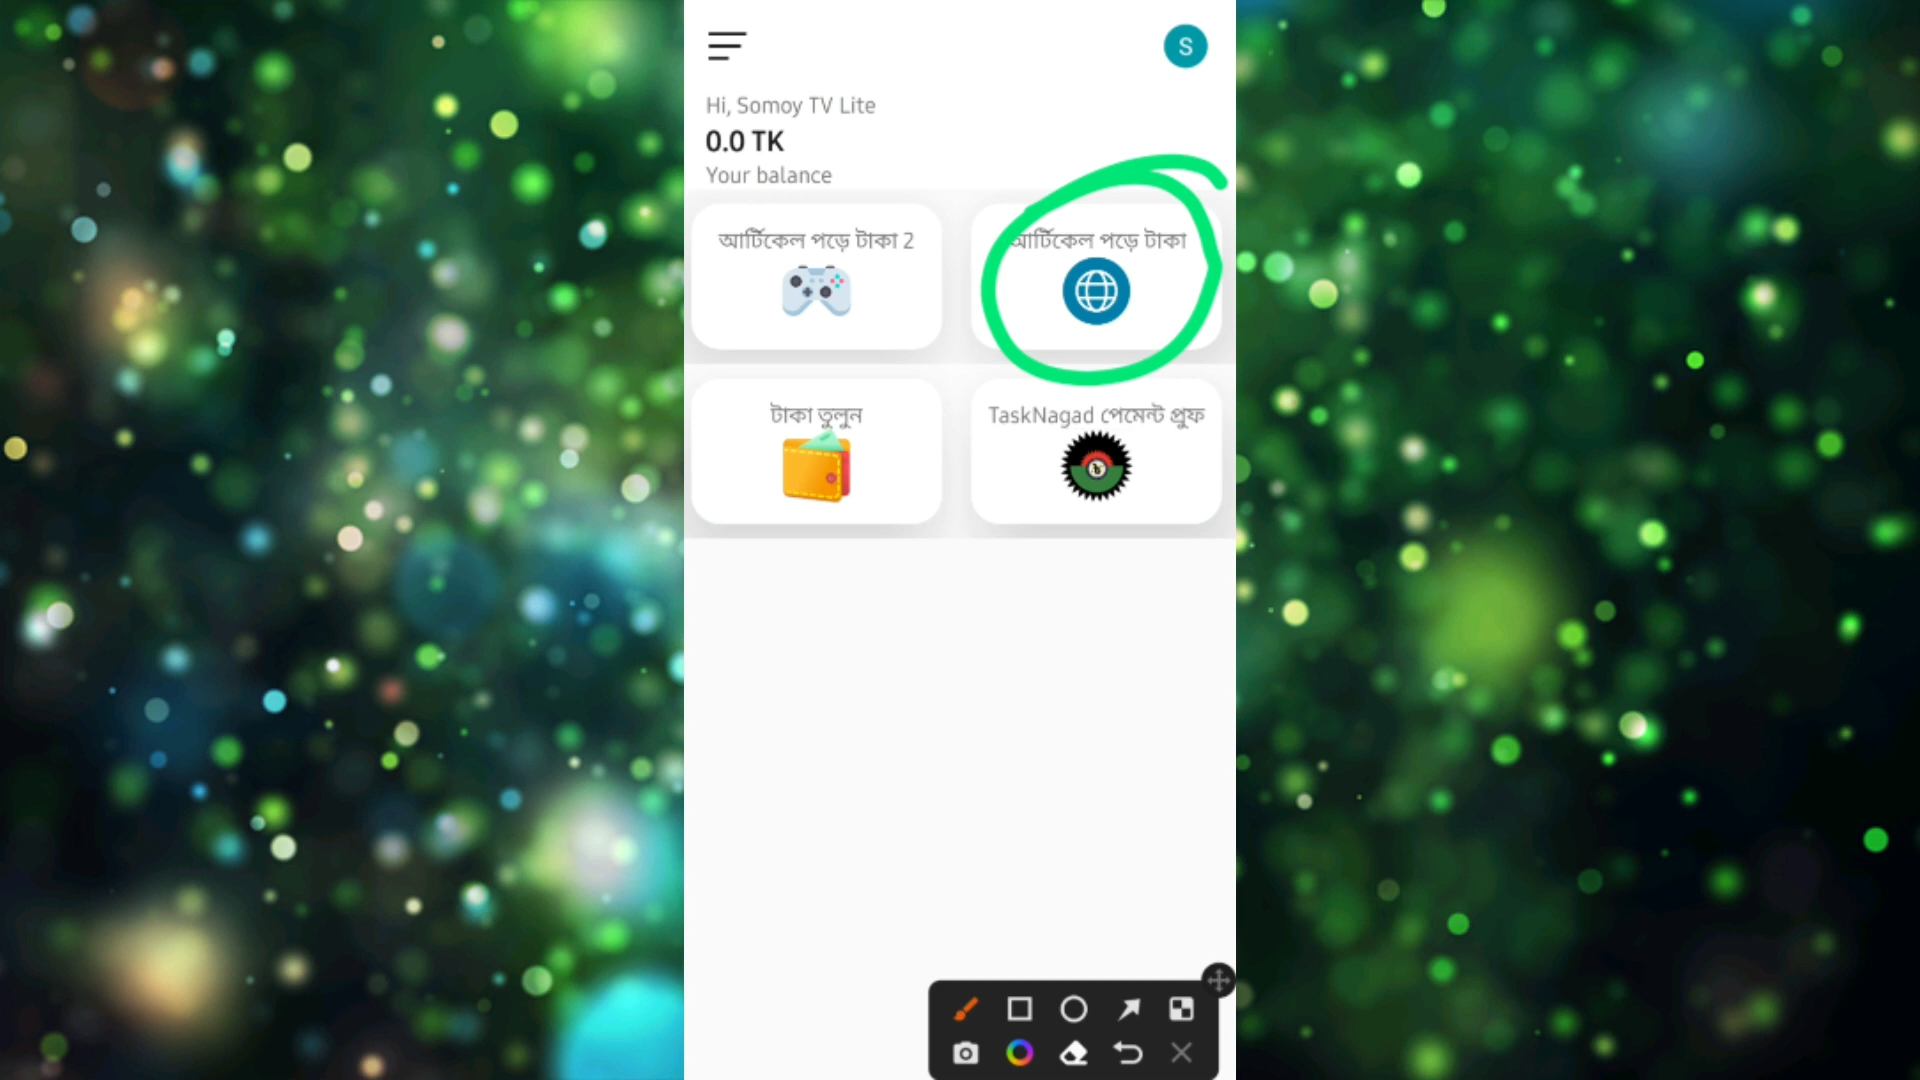 S
Hi, Somoy TV Lite
0.0 TK
Your balance
আর্টিকেল পড়ে টাকা 2
আর্টিকেল পড়ে টাকা
টাকা তুলুন
TaskNagad পেমেন্ট প্রুফ